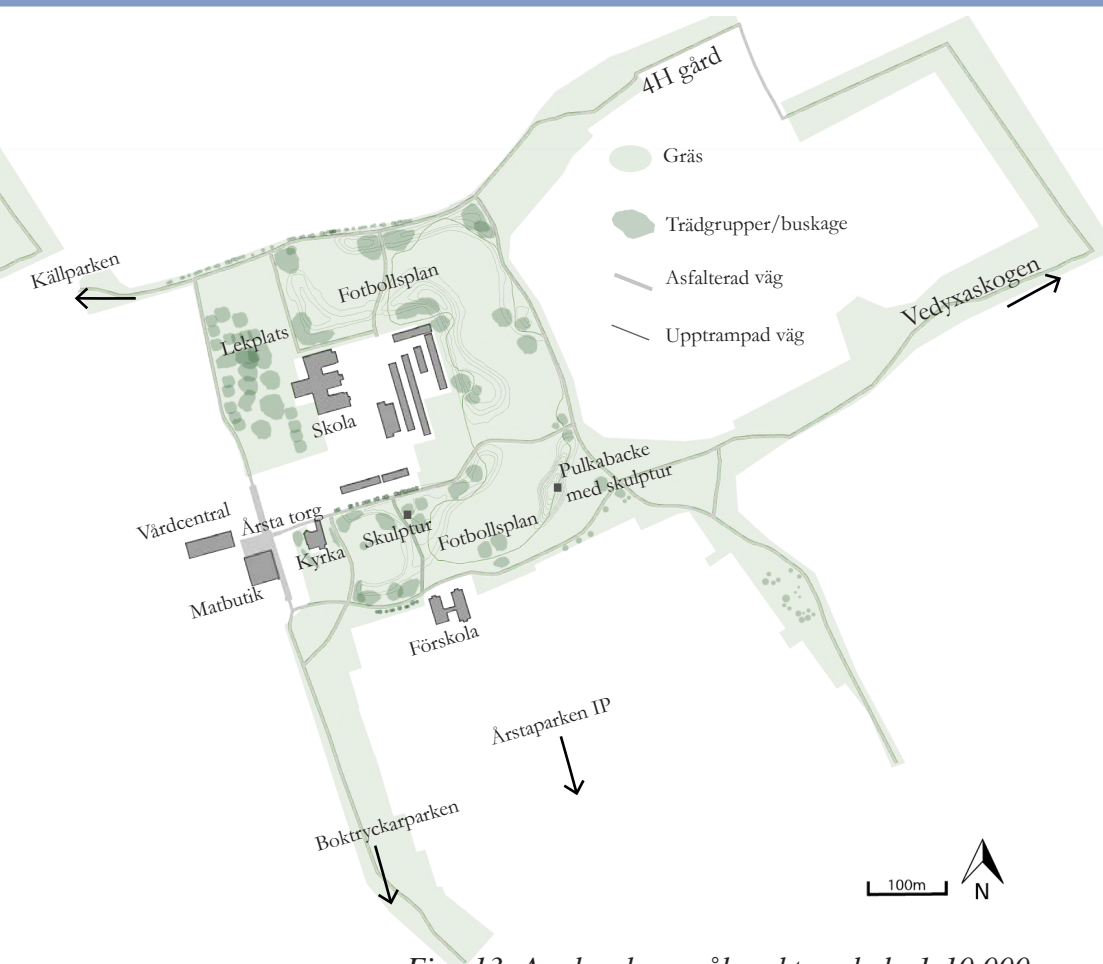 4H gård
Gräs
Trädgrupper/buskage
Asfalterad väg
Upptrampad väg
Källparken
Fotbollsplan
Lekplats
Vedyxaskogen
Skola
Pulkabacke
med skulptur
Vårdcentral
Årsta torg
Skulptur
Fotbollsplan
Kyrka
Matbutik
Förskola
Årstaparken IP
Boktryckarparken
100m
N